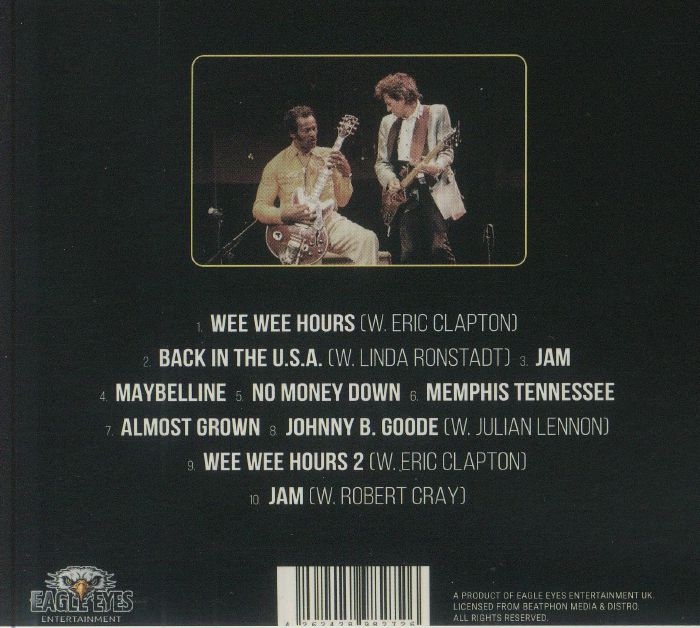 1. WEE WEE HOURS (W. ERIC CLAPTON)
2. BACK IN THE U.S.A. (W. LINDA RONSTADT) 3. JAM
4. MAYBELLINE 5. NO MONEY DOWN 6. MEMPHIS TENNESSEE
7. ALMOST GROWN 8. JOHNNY B. GOODE (W. JULIAN LENNON)
9. WEE WEE HOURS 2 (W. ERIC CLAPTON)
10. JAM (W. ROBERT CRAY)
EAGLE EYES
ENTERTAINMENT
A PRODUCT OF EAGLE EYES ENTERTAINMENT UK.
LICENSED FROM BEATPHON MEDIA & DISTRO.
ALL RIGHTS RESERVED.